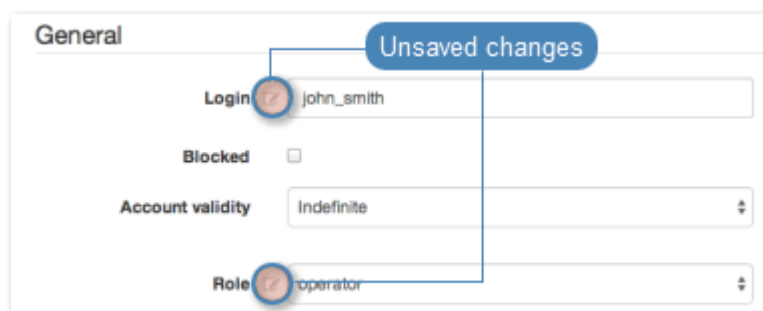 General
Unsaved changes
Login john_smith
Blocked
Account validity Indefinite
Role operator